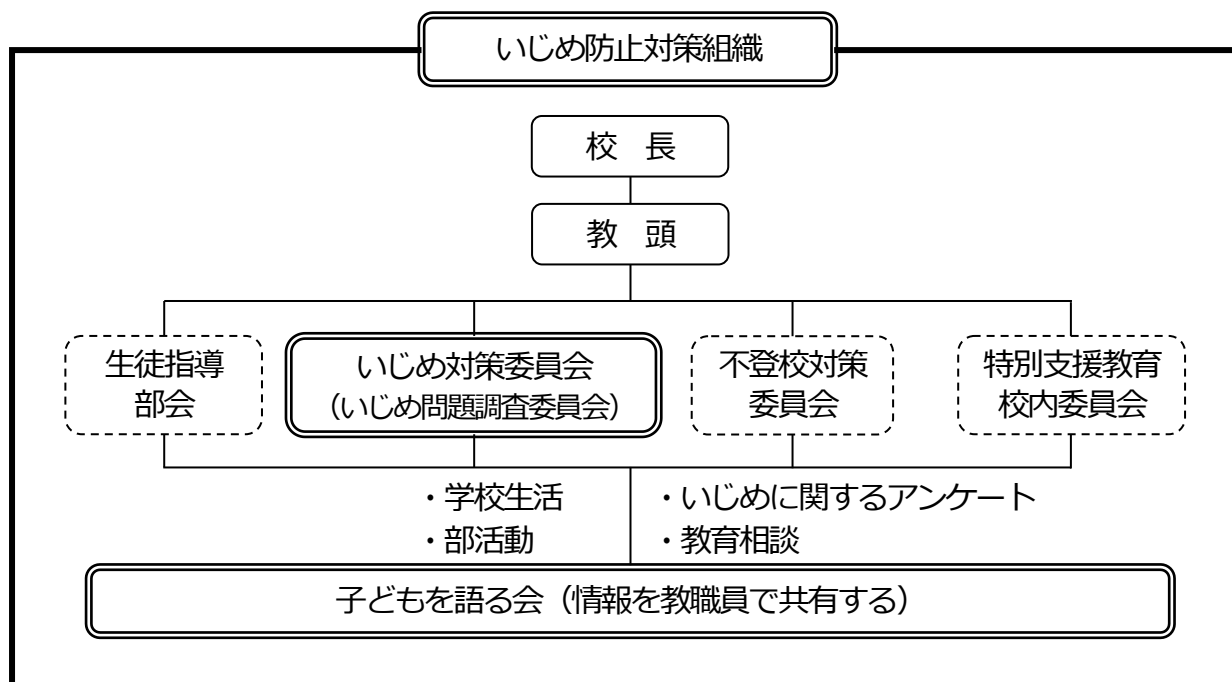 いじめ防止対策組織
校　長
教　頭
生徒指導
部会
いじめ対策委員会
（いじめ問題調査委員会）
不登校対策
委員会
特別支援教育
校内委員会
・学校生活
・部活動
・いじめに関するアンケート
・教育相談
子どもを語る会（情報を教職員で共有する）